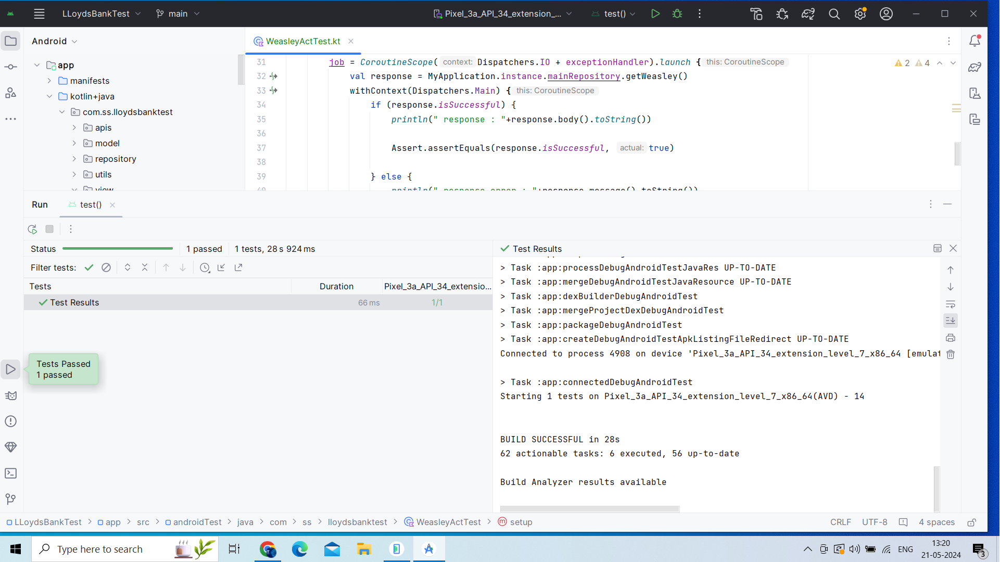 LLoydsBankTest
main
Pixel_3a_API_34_extension_...
test()
Android
WeasleyActTest.kt
app
manifests
kotlin+java
com.ss.lloydsbanktest
apis
model
repository
utils
view
31 job = CoroutineScope( context: Dispatchers.IO + exceptionHandler).launch { this: CoroutineScope
32 val response = MyApplication.instance.mainRepository.getWeasley()
33 withContext(Dispatchers.Main) { this: CoroutineScope
34 if (response.isSuccessful) {
35 println(" response : "+response.body().toString())
36
37 Assert.assertEquals(response.isSuccessful, actual: true)
38
39 } else {
40 println(" response error : "+response.message().toString())
2 4
Run
test()
Status
1 passed
1 tests, 28 s 924 ms
Filter tests:
Tests
Duration
Pixel_3a_API_34_extensio...
Test Results
66 ms
1/1
Tests Passed
1 passed
Test Results
> Task :app:processDebugAndroidTestJavaRes UP-TO-DATE
> Task :app:mergeDebugAndroidTestJavaResource UP-TO-DATE
> Task :app:dexBuilderDebugAndroidTest
> Task :app:mergeProjectDexDebugAndroidTest
> Task :app:packageDebugAndroidTest
> Task :app:createDebugAndroidTestApkListingFileRedirect UP-TO-DATE
Connected to process 4908 on device 'Pixel_3a_API_34_extension_level_7_x86_64 [emulat
> Task :app:connectedDebugAndroidTest
Starting 1 tests on Pixel_3a_API_34_extension_level_7_x86_64(AVD) - 14
BUILD SUCCESSFUL in 28s
62 actionable tasks: 6 executed, 56 up-to-date
Build Analyzer results available
LLoydsBankTest > app > src > androidTest > java > com > ss > lloydsbanktest > WeasleyActTest > setup
CRLF
UTF-8
4 spaces
Type here to search
ENG
13:20
21-05-2024
3